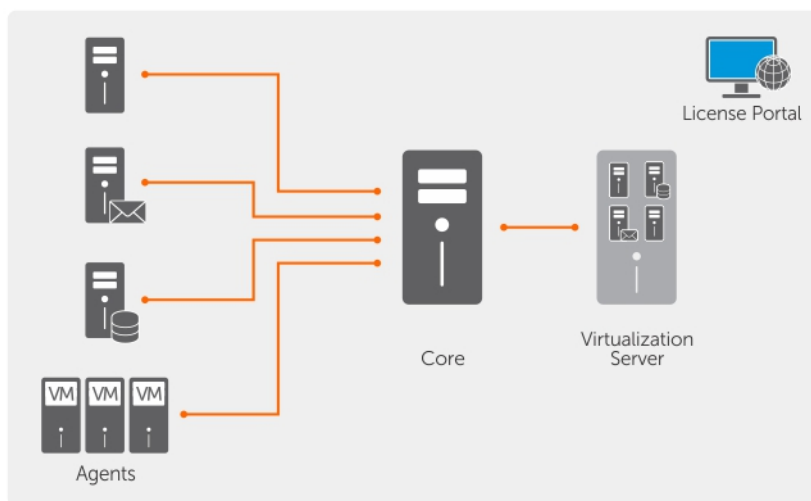 License Portal
Core
Virtualization
Server
VM VM VM
Agents